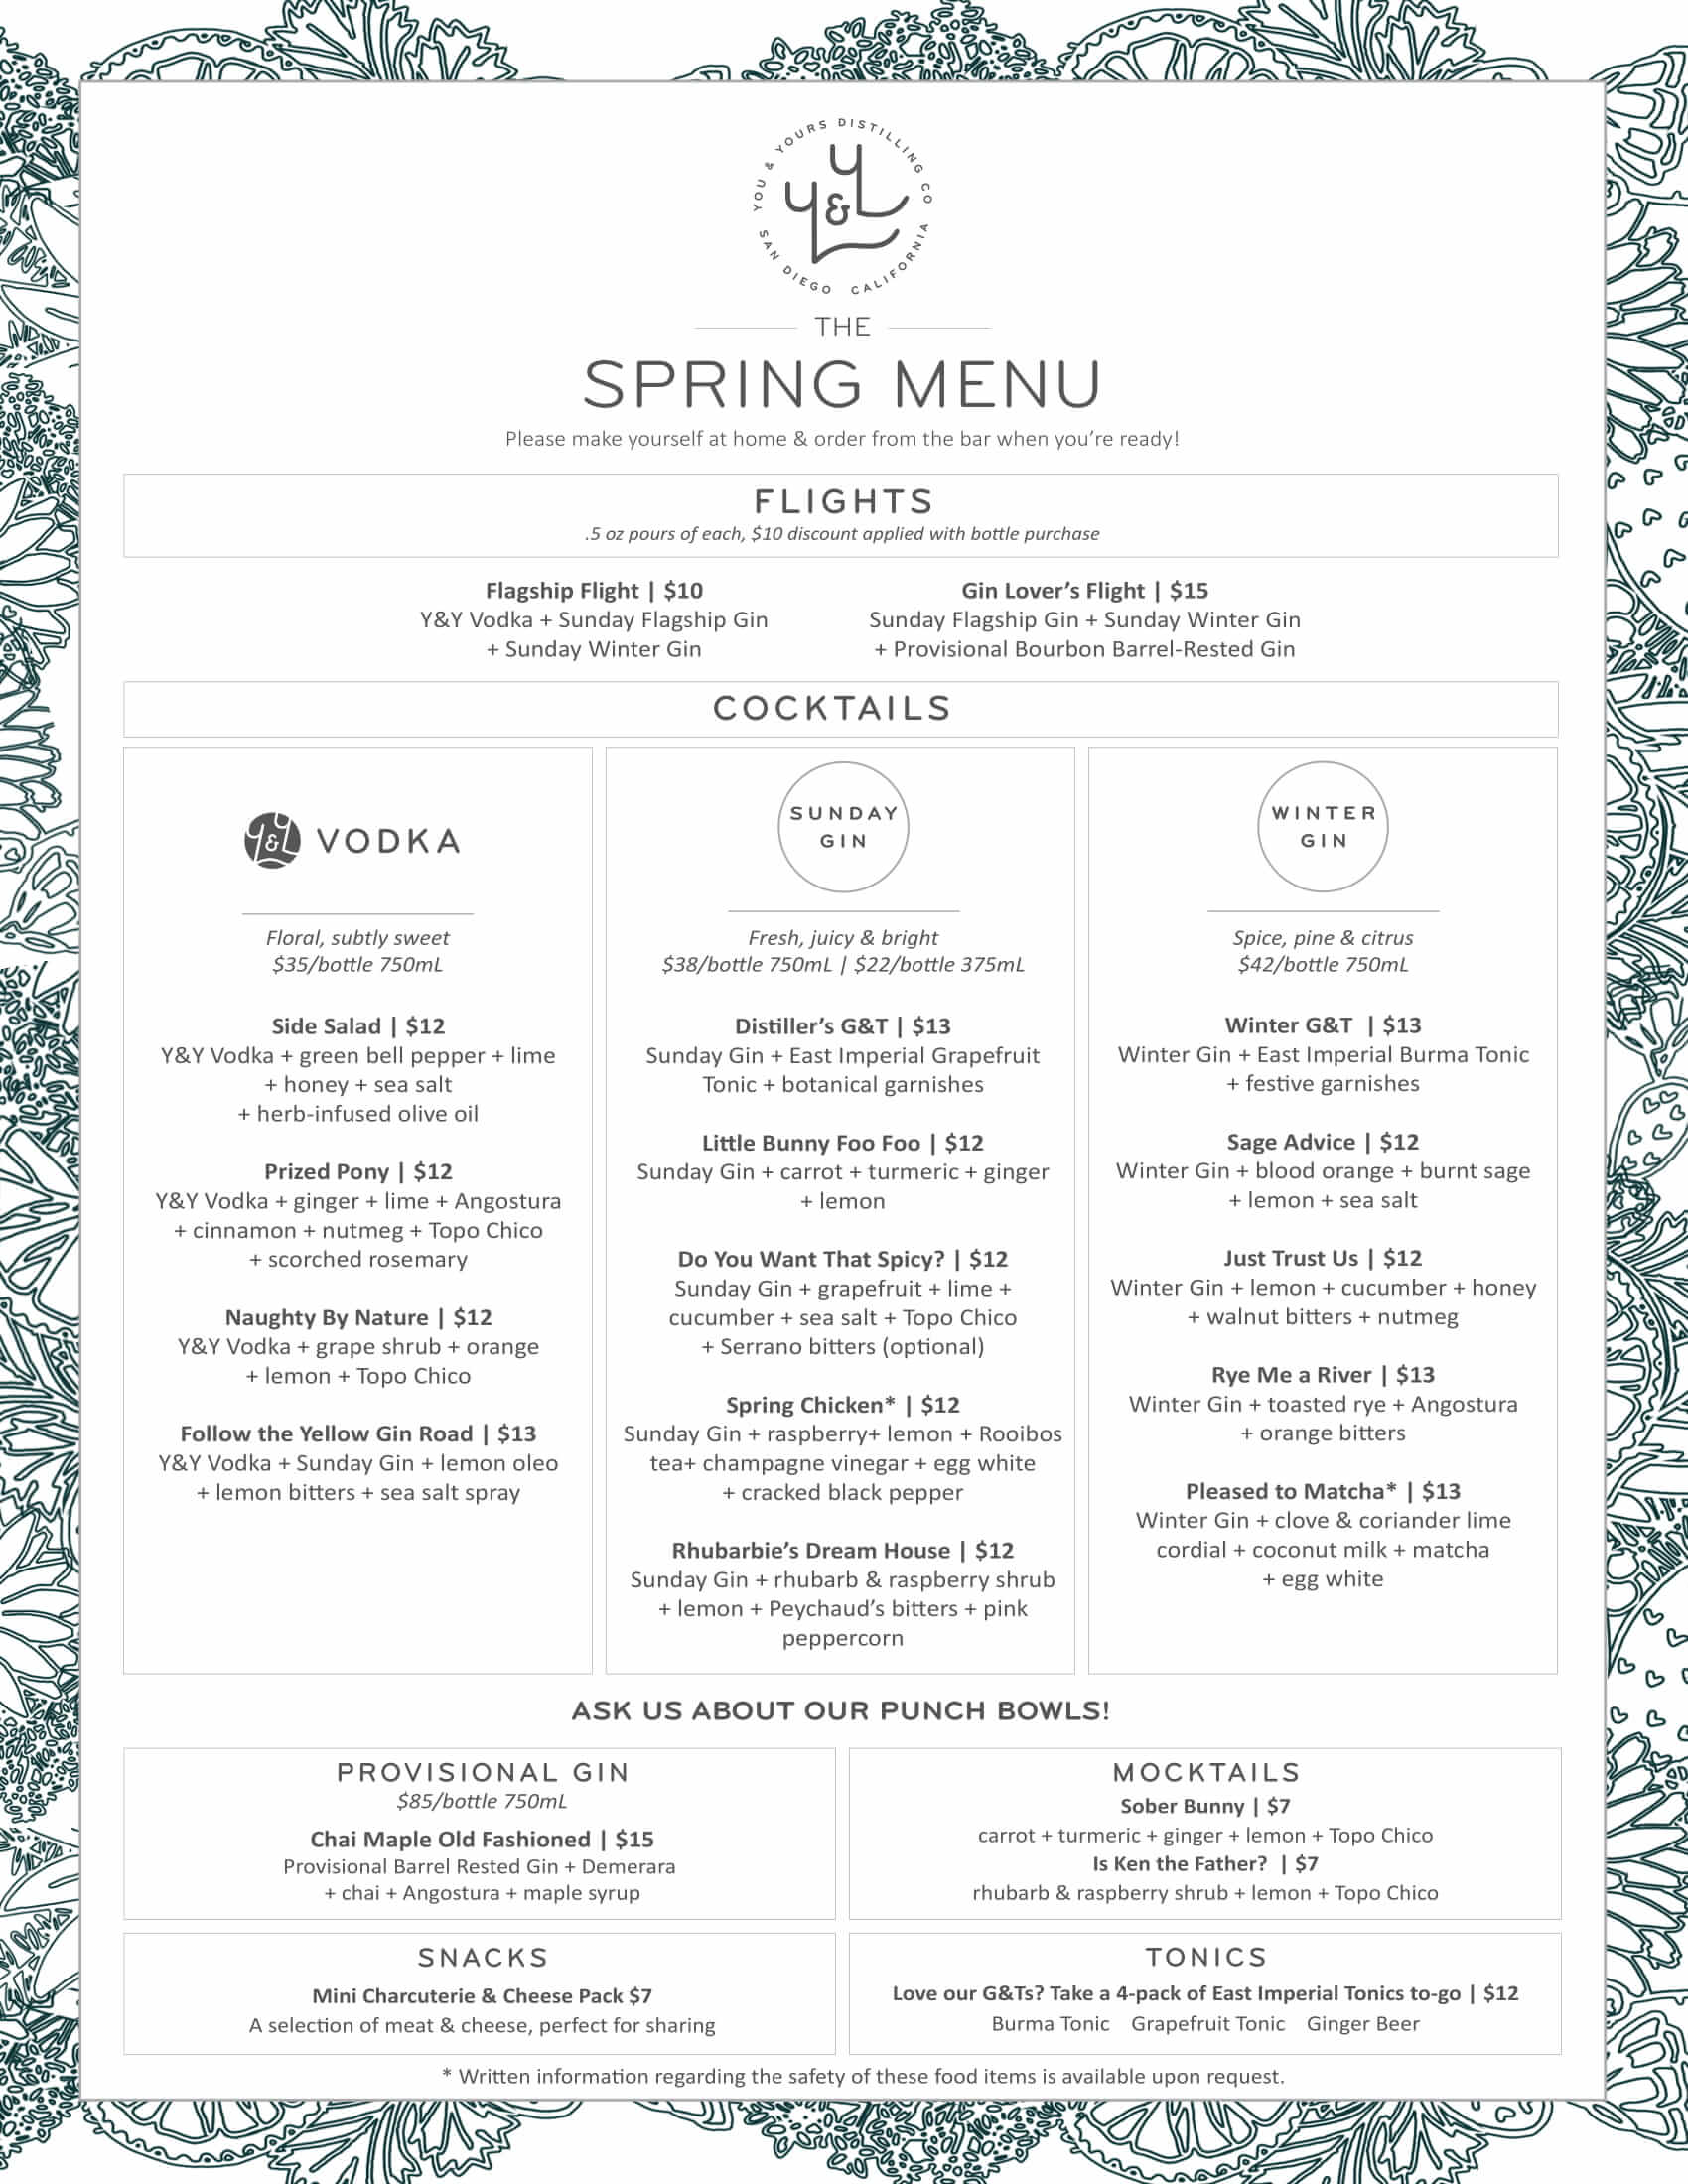 YOU & YOURS DISTILLING CO
Y
Y&Y
SAN DIEGO CALIFORNIA
THE
SPRING MENU
Please make yourself at home & order from the bar when you're ready!
FLIGHTS
.5 oz pours of each, $10 discount applied with bottle purchase
Flagship Flight | $10
Y&Y Vodka + Sunday Flagship Gin
+ Sunday Winter Gin
Gin Lover's Flight | $15
Sunday Flagship Gin + Sunday Winter Gin
+ Provisional Bourbon Barrel-Rested Gin
COCKTAILS
Y&Y VODKA
Floral, subtly sweet
$35/bottle 750mL
Side Salad | $12
Y&Y Vodka + green bell pepper + lime
+ honey + sea salt
+ herb-infused olive oil
Prized Pony | $12
Y&Y Vodka + ginger + lime + Angostura
+ cinnamon + nutmeg + Topo Chico
+ scorched rosemary
Naughty By Nature | $12
Y&Y Vodka + grape shrub + orange
+ lemon + Topo Chico
Follow the Yellow Gin Road | $13
Y&Y Vodka + Sunday Gin + lemon oleo
+ lemon bitters + sea salt spray
SUNDAY
GIN
Fresh, juicy & bright
$38/bottle 750mL | $22/bottle 375mL
Distiller's G&T | $13
Sunday Gin + East Imperial Grapefruit
Tonic + botanical garnishes
Little Bunny Foo Foo | $12
Sunday Gin + carrot + turmeric + ginger
+ lemon
Do You Want That Spicy? | $12
Sunday Gin + grapefruit + lime +
cucumber + sea salt + Topo Chico
+ Serrano bitters (optional)
Spring Chicken* | $12
Sunday Gin + raspberry+ lemon + Rooibos
tea+ champagne vinegar + egg white
+ cracked black pepper
Rhubarbie's Dream House | $12
Sunday Gin + rhubarb & raspberry shrub
+ lemon + Peychaud's bitters + pink
peppercorn
WINTER
GIN
Spice, pine & citrus
$42/bottle 750mL
Winter G&T | $13
Winter Gin + East Imperial Burma Tonic
+ festive garnishes
Sage Advice | $12
Winter Gin + blood orange + burnt sage
+ lemon + sea salt
Just Trust Us | $12
Winter Gin + lemon + cucumber + honey
+ walnut bitters + nutmeg
Rye Me a River | $13
Winter Gin + toasted rye + Angostura
+ orange bitters
Pleased to Matcha* | $13
Winter Gin + clove & coriander lime
cordial + coconut milk + matcha
+ egg white
ASK US ABOUT OUR PUNCH BOWLS!
PROVISIONAL GIN
$85/bottle 750mL
Chai Maple Old Fashioned | $15
Provisional Barrel Rested Gin + Demerara
+ chai + Angostura + maple syrup
MOCKTAILS
Sober Bunny | $7
carrot + turmeric + ginger + lemon + Topo Chico
Is Ken the Father? | $7
rhubarb & raspberry shrub + lemon + Topo Chico
SNACKS
Mini Charcuterie & Cheese Pack $7
A selection of meat & cheese, perfect for sharing
TONICS
Love our G&Ts? Take a 4-pack of East Imperial Tonics to-go | $12
Burma Tonic Grapefruit Tonic Ginger Beer
* Written information regarding the safety of these food items is available upon request.